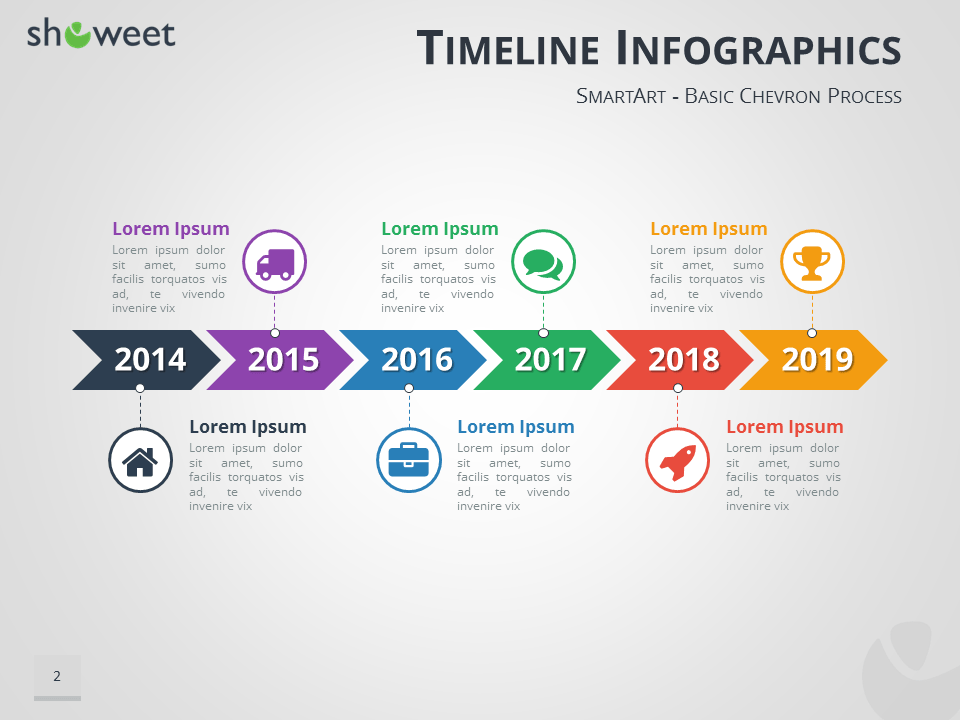 showeet
TIMELINE INFOGRAPHICS
SMARTART - BASIC CHEVRON PROCESS
Lorem Ipsum
Lorem ipsum dolor
sit amet, sumo
facilis torquatos vis
ad, te vivendo
invenire vix
Lorem Ipsum
Lorem ipsum dolor
sit amet, sumo
facilis torquatos vis
ad, te vivendo
invenire vix
Lorem Ipsum
Lorem ipsum dolor
sit amet, sumo
facilis torquatos vis
ad, te vivendo
invenire vix
2014 2015 2016 2017 2018 2019
Lorem Ipsum
Lorem ipsum dolor
sit amet, sumo
facilis torquatos vis
ad, te vivendo
invenire vix
Lorem Ipsum
Lorem ipsum dolor
sit amet, sumo
facilis torquatos vis
ad, te vivendo
invenire vix
Lorem Ipsum
Lorem ipsum dolor
sit amet, sumo
facilis torquatos vis
ad, te vivendo
invenire vix
2